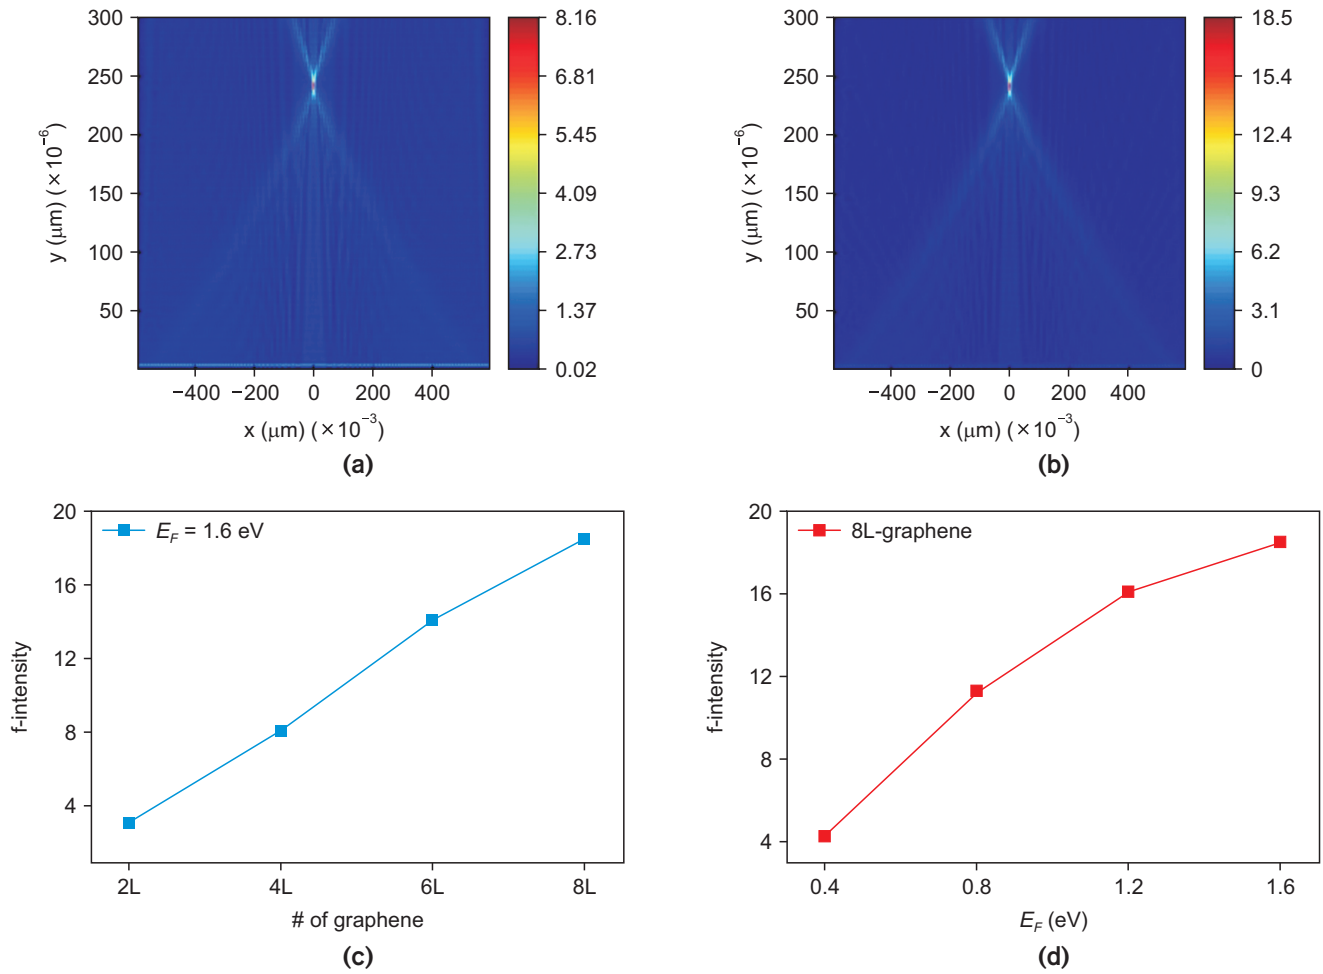 300
250
200
150
100
50
y (μm) (×10⁻⁶)
−400 −200 0 200 400
x (μm) (×10⁻³)
8.16
6.81
5.45
4.09
2.73
1.37
0.02
(a)
300
250
200
150
100
50
y (μm) (×10⁻⁶)
−400 −200 0 200 400
x (μm) (×10⁻³)
18.5
15.4
12.4
9.3
6.2
3.1
0
(b)
20
16
12
8
4
f-intensity
E_F = 1.6 eV
2L 4L 6L 8L
# of graphene
(c)
20
16
12
8
4
f-intensity
8L-graphene
0.4 0.8 1.2 1.6
E_F (eV)
(d)